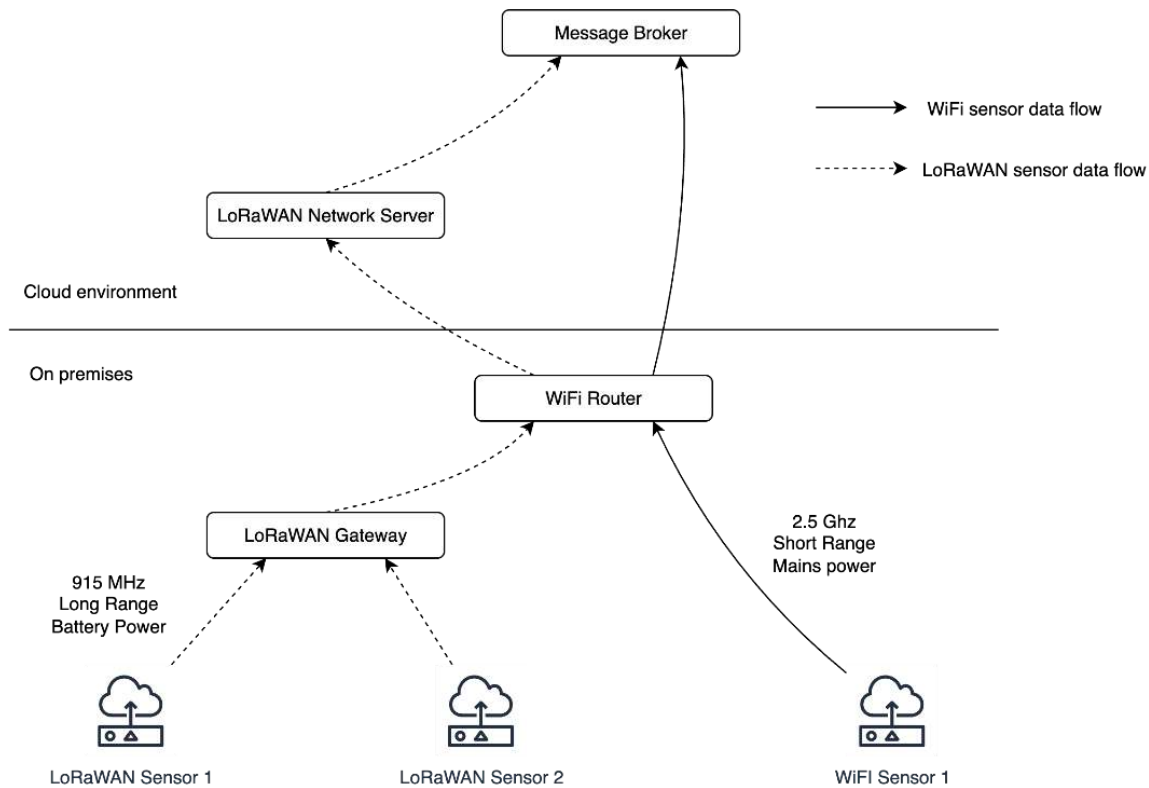 Message Broker
WiFi sensor data flow
LoRaWAN sensor data flow
LoRaWAN Network Server
Cloud environment
On premises
WiFi Router
LoRaWAN Gateway
2.5 Ghz
Short Range
Mains power
915 MHz
Long Range
Battery Power
LoRaWAN Sensor 1
LoRaWAN Sensor 2
WiFI Sensor 1